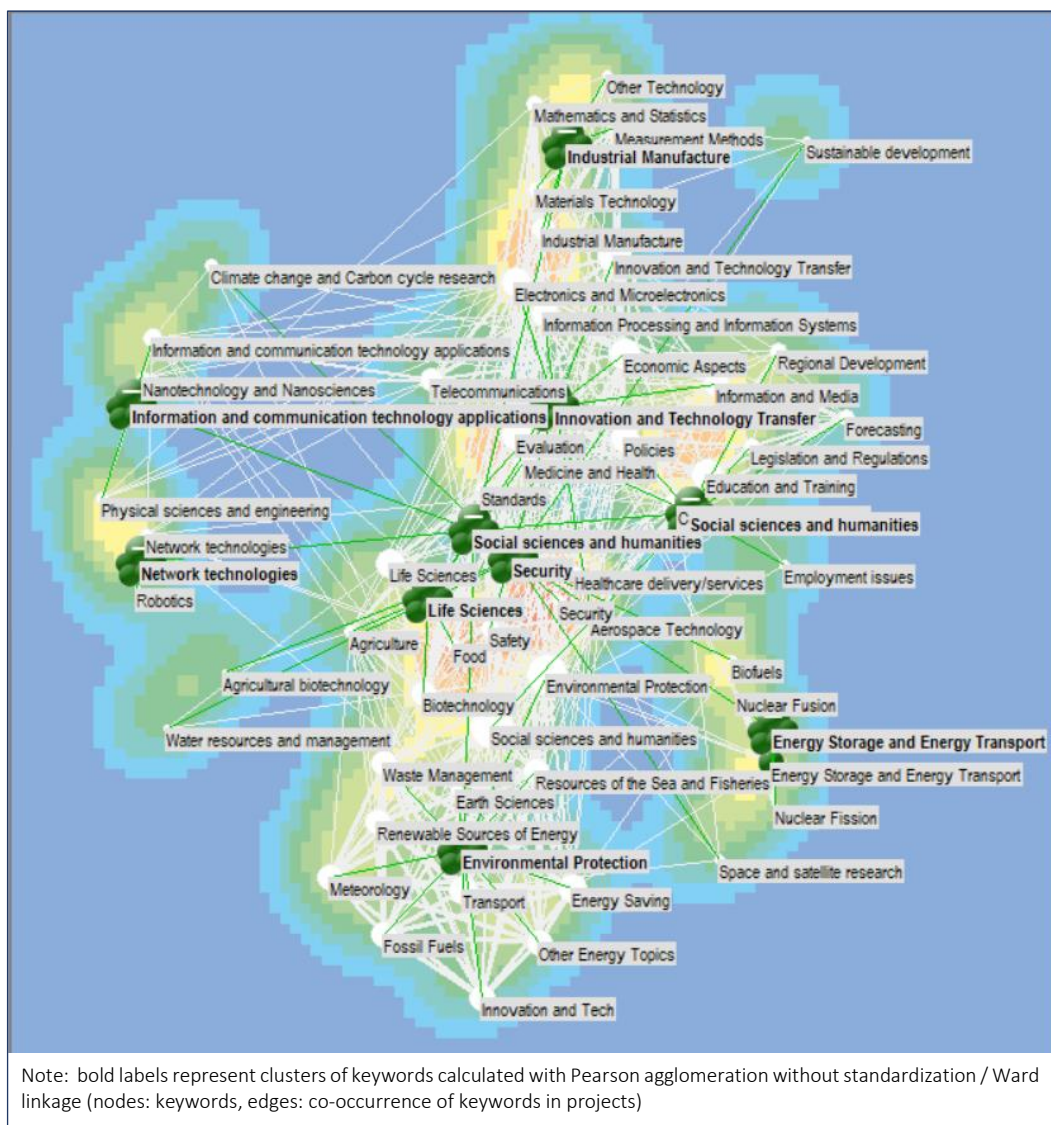 Other Technology
Mathematics and Statistics
Measurement Methods
Industrial Manufacture
Sustainable development
Materials Technology
Industrial Manufacture
Climate change and Carbon cycle research
Innovation and Technology Transfer
Electronics and Microelectronics
Information Processing and Information Systems
Information and communication technology applications
Economic Aspects
Regional Development
Nanotechnology and Nanosciences
Telecommunications
Information and Media
Information and communication technology applications
Innovation and Technology Transfer
Forecasting
Evaluation
Policies
Legislation and Regulations
Medicine and Health
Education and Training
Physical sciences and engineering
Standards
Social sciences and humanities
Social sciences and humanities
Network technologies
Network technologies
Life Sciences
Security
Healthcare delivery/services
Employment issues
Robotics
Life Sciences
Security
Aerospace Technology
Agriculture
Food
Safety
Biofuels
Agricultural biotechnology
Environmental Protection
Biotechnology
Nuclear Fusion
Water resources and management
Social sciences and humanities
Energy Storage and Energy Transport
Waste Management
Resources of the Sea and Fisheries
Energy Storage and Energy Transport
Earth Sciences
Nuclear Fission
Renewable Sources of Energy
Environmental Protection
Space and satellite research
Meteorology
Transport
Energy Saving
Fossil Fuels
Other Energy Topics
Innovation and Tech
Note: bold labels represent clusters of keywords calculated with Pearson agglomeration without standardization / Ward
linkage (nodes: keywords, edges: co-occurrence of keywords in projects)